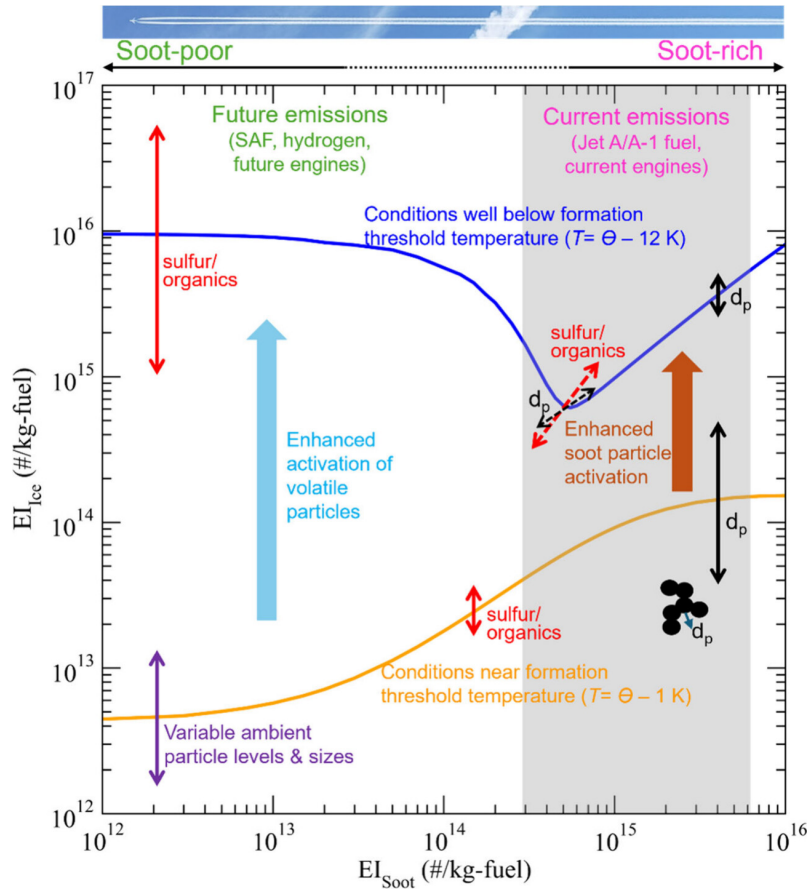 Soot-poor
Soot-rich
10^17
10^16
10^15
10^14
10^13
10^12
EI_Ice (#/kg-fuel)
Future emissions
(SAF, hydrogen,
future engines)
Current emissions
(Jet A/A-1 fuel,
current engines)
Conditions well below formation
threshold temperature (T= Θ – 12 K)
sulfur/
organics
d_p
sulfur/
organics
d_p
Enhanced
activation of
volatile
particles
Enhanced
soot particle
activation
d_p
sulfur/
organics
d_p
Conditions near formation
threshold temperature (T= Θ – 1 K)
Variable ambient
particle levels & sizes
10^12
10^13
10^14
10^15
10^16
EI_Soot (#/kg-fuel)